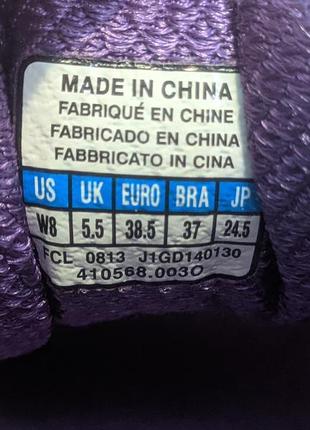 MADE IN CHINA
FABRIQUÉ EN CHINE
FABRICADO EN CHINA
FABBRICATO IN CINA
US UK EURO BRA JP
W8 5.5 38.5 37 24.5
FCL 0813 J1GD140130
410568.0030